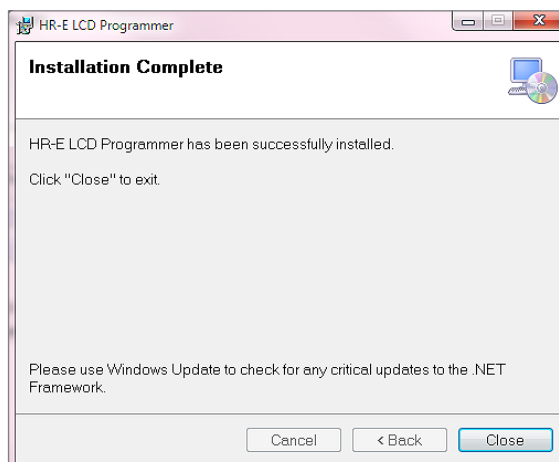 HR-E LCD Programmer
Installation Complete
HR-E LCD Programmer has been successfully installed.
Click "Close" to exit.
Please use Windows Update to check for any critical updates to the .NET
Framework.
Cancel
< Back
Close